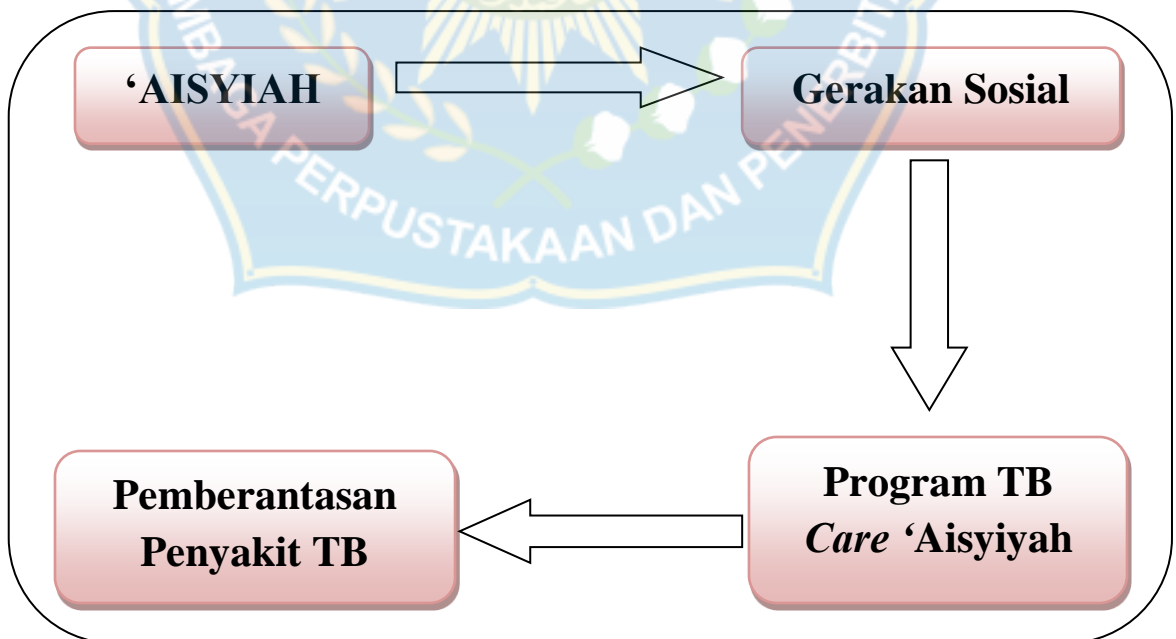 ‘AISYIAH
Gerakan Sosial
Program TB
Care ‘Aisyiyah
Pemberantasan
Penyakit TB
PERPUSTAKAAN DAN